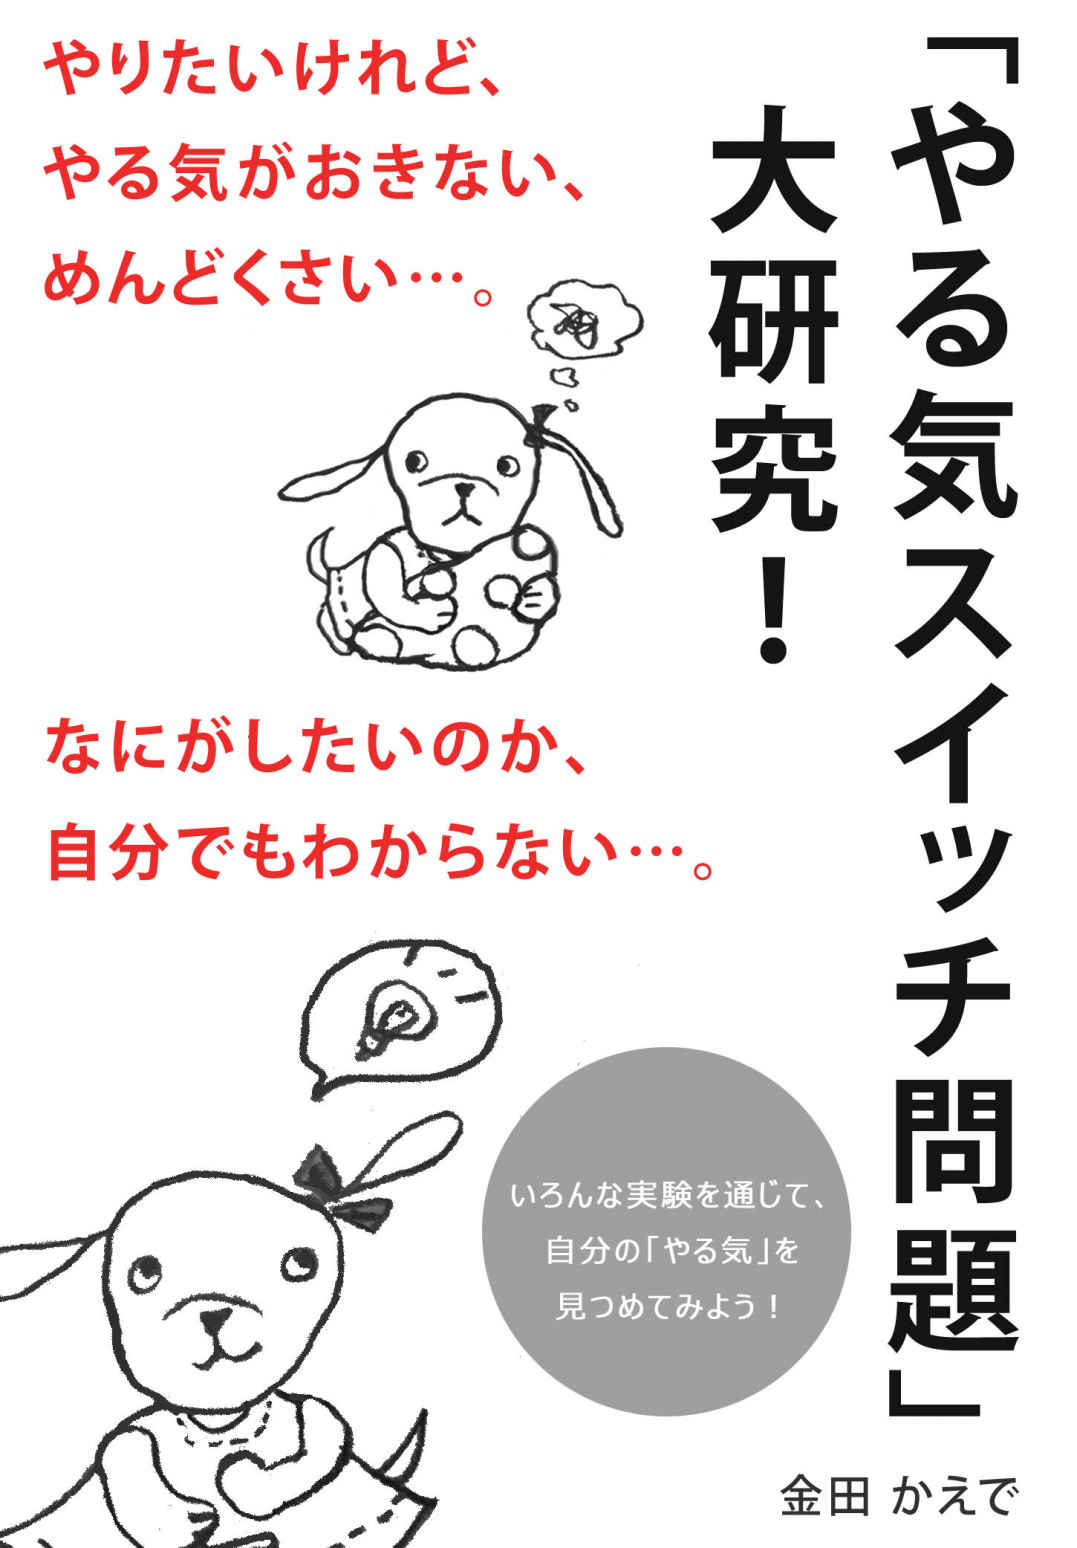 「やる気スイッチ問題」
大研究！
やりたいけれど、
やる気がおきない、
めんどくさい…。
なにがしたいのか、
自分でもわからない…。
いろんな実験を通じて、
自分の「やる気」を
見つめてみよう！
金田 かえで